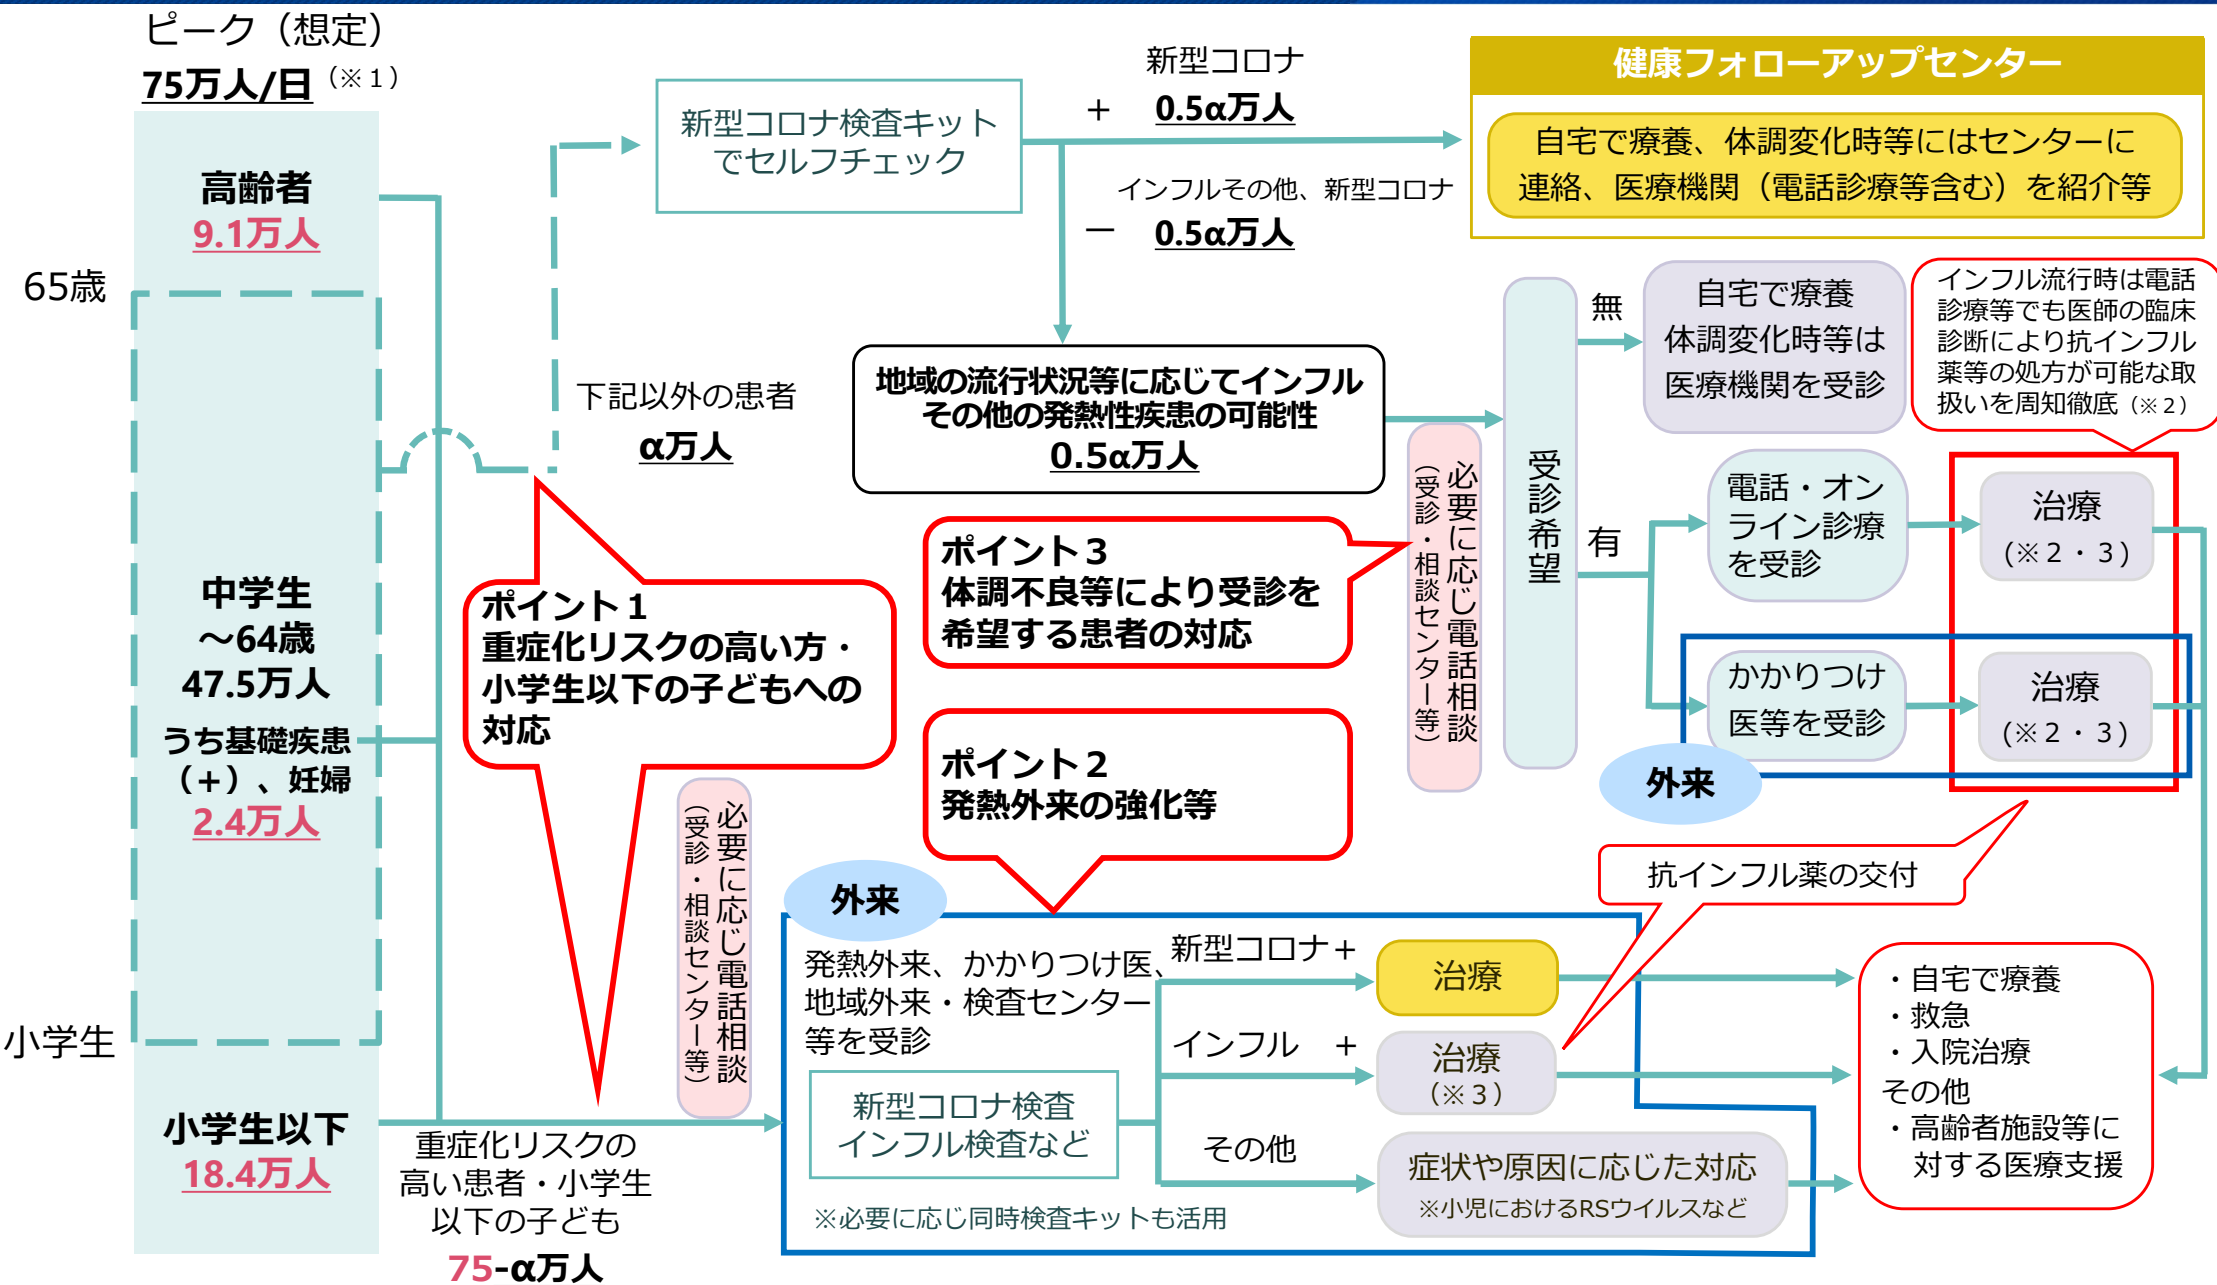 ピーク（想定）
75万人/日（※１）
高齢者
9.1万人
65歳
中学生
～64歳
47.5万人
うち基礎疾患
（+）、妊婦
2.4万人
小学生
小学生以下
18.4万人
下記以外の患者
α万人
新型コロナ検査キット
でセルフチェック
新型コロナ
＋ 0.5α万人
インフルその他、新型コロナ
－ 0.5α万人
健康フォローアップセンター
自宅で療養、体調変化時等にはセンターに
連絡、医療機関（電話診療等含む）を紹介等
地域の流行状況等に応じてインフル
その他の発熱性疾患の可能性
0.5α万人
必要に応じ電話相談
（受診・相談センター等）
受診希望
無
自宅で療養
体調変化時等は
医療機関を受診
インフル流行時は電話
診療等でも医師の臨床
診断により抗インフル
薬等の処方が可能な取
扱いを周知徹底（※２）
有
電話・オン
ライン診療
を受診
治療
（※２・３）
かかりつけ
医等を受診
治療
（※２・３）
外来
ポイント１
重症化リスクの高い方・
小学生以下の子どもへの
対応
ポイント３
体調不良等により受診を
希望する患者の対応
ポイント２
発熱外来の強化等
抗インフル薬の交付
重症化リスクの
高い患者・小学生
以下の子ども
75-α万人
必要に応じ電話相談
（受診・相談センター等）
外来
発熱外来、かかりつけ医、
地域外来・検査センター
等を受診
新型コロナ検査
インフル検査など
※必要に応じ同時検査キットも活用
新型コロナ＋
治療
インフル ＋
治療
（※３）
その他
症状や原因に応じた対応
※小児におけるRSウイルスなど
・自宅で療養
・救急
・入院治療
その他
・高齢者施設等に
対する医療支援